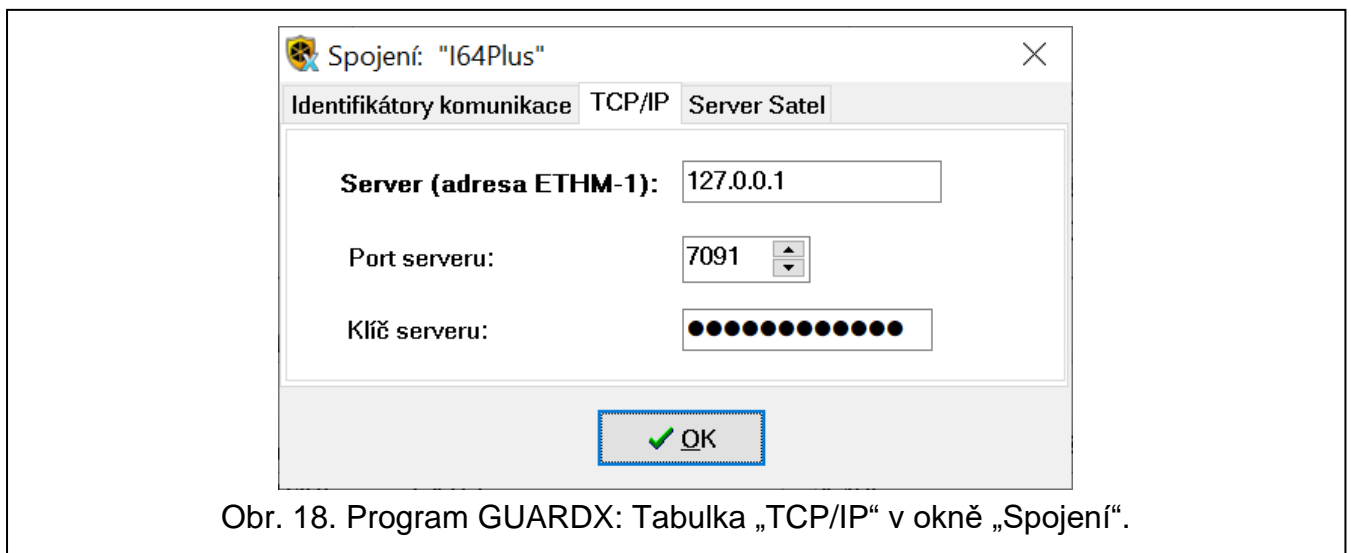 Spojení: "I64Plus"
Identifikátory komunikace TCP/IP Server Satel
Server (adresa ETHM-1): 127.0.0.1
Port serveru: 7091
Klíč serveru: ●●●●●●●●●●●●
OK
Obr. 18. Program GUARDX: Tabulka „TCP/IP“ v okně „Spojení“.